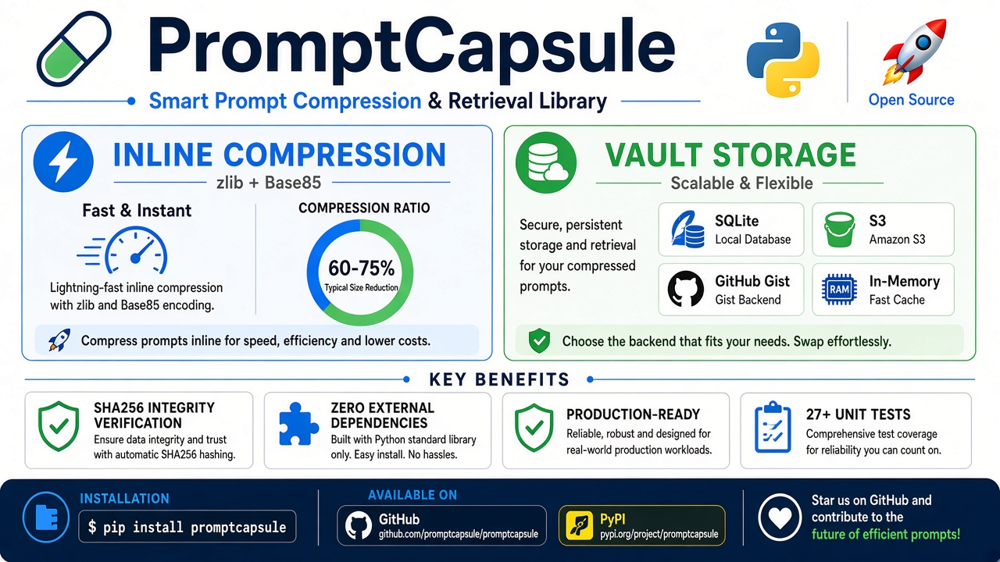 PromptCapsule
Smart Prompt Compression & Retrieval Library
Open Source
INLINE COMPRESSION
zlib + Base85
Fast & Instant
Lightning-fast inline compression
with zlib and Base85 encoding.
COMPRESSION RATIO
60-75%
Typical Size Reduction
Compress prompts inline for speed, efficiency and lower costs.
VAULT STORAGE
Scalable & Flexible
Secure, persistent
storage and retrieval
for your compressed
prompts.
SQLite
Local Database
S3
Amazon S3
GitHub Gist
Gist Backend
RAM
In-Memory
Fast Cache
Choose the backend that fits your needs. Swap effortlessly.
KEY BENEFITS
SHA256 INTEGRITY
VERIFICATION
Ensure data integrity and trust
with automatic SHA256 hashing.
ZERO EXTERNAL
DEPENDENCIES
Built with Python standard library
only. Easy install. No hassles.
PRODUCTION-READY
Reliable, robust and designed for
real-world production workloads.
27+ UNIT TESTS
Comprehensive test coverage
for reliability you can count on.
INSTALLATION
$ pip install promptcapsule
AVAILABLE ON
GitHub
github.com/promptcapsule/promptcapsule
PyPI
pypi.org/project/promptcapsule
Star us on GitHub and
contribute to the
future of efficient prompts!